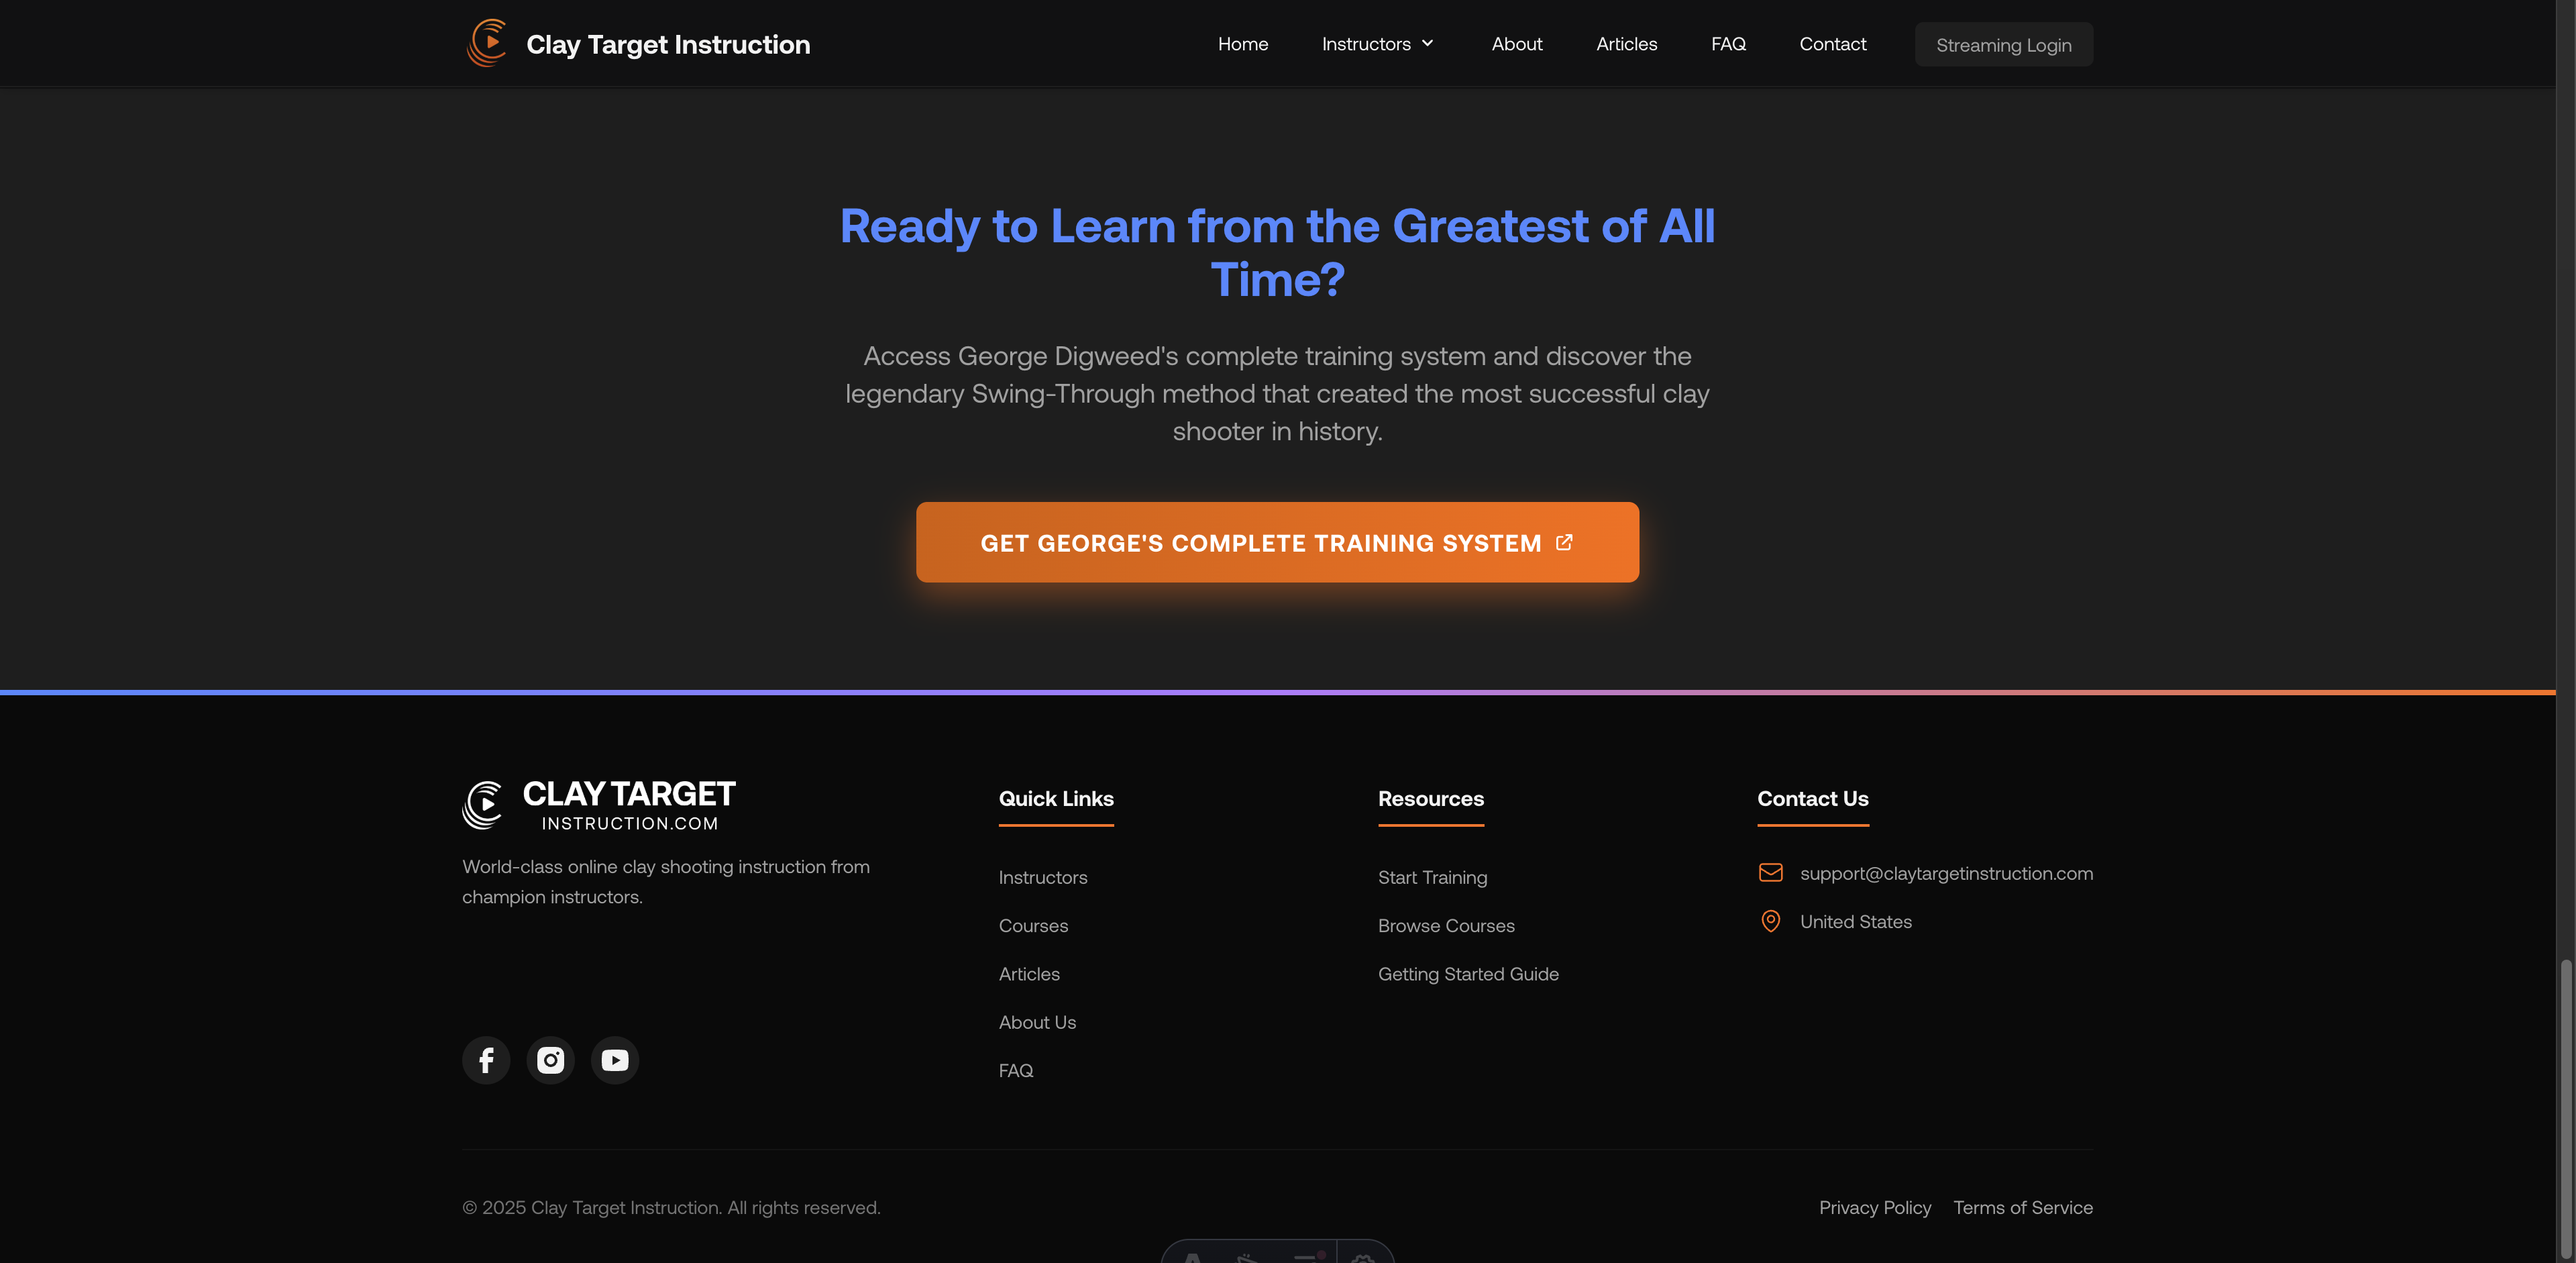 Clay Target Instruction
Home
Instructors
About
Articles
FAQ
Contact
Streaming Login
Ready to Learn from the Greatest of All
Time?
Access George Digweed's complete training system and discover the
legendary Swing-Through method that created the most successful clay
shooter in history.
GET GEORGE'S COMPLETE TRAINING SYSTEM
CLAY TARGET
INSTRUCTION.COM
World-class online clay shooting instruction from
champion instructors.
Quick Links
Instructors
Courses
Articles
About Us
FAQ
Resources
Start Training
Browse Courses
Getting Started Guide
Contact Us
support@claytargetinstruction.com
United States
© 2025 Clay Target Instruction. All rights reserved.
Privacy Policy
Terms of Service